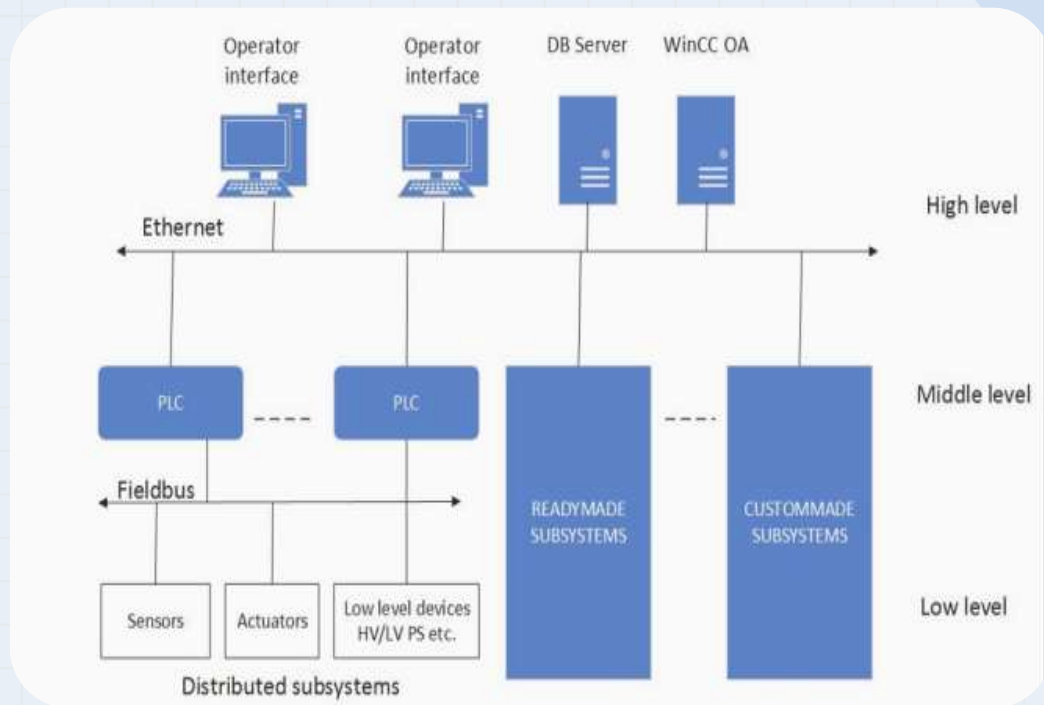 Operator
interface
Operator
interface
DB Server
WinCC OA
High level
Ethernet
PLC
PLC
Middle level
Fieldbus
READYMADE
SUBSYSTEMS
CUSTOMMADE
SUBSYSTEMS
Sensors
Actuators
Low level devices
HV/LV PS etc.
Low level
Distributed subsystems